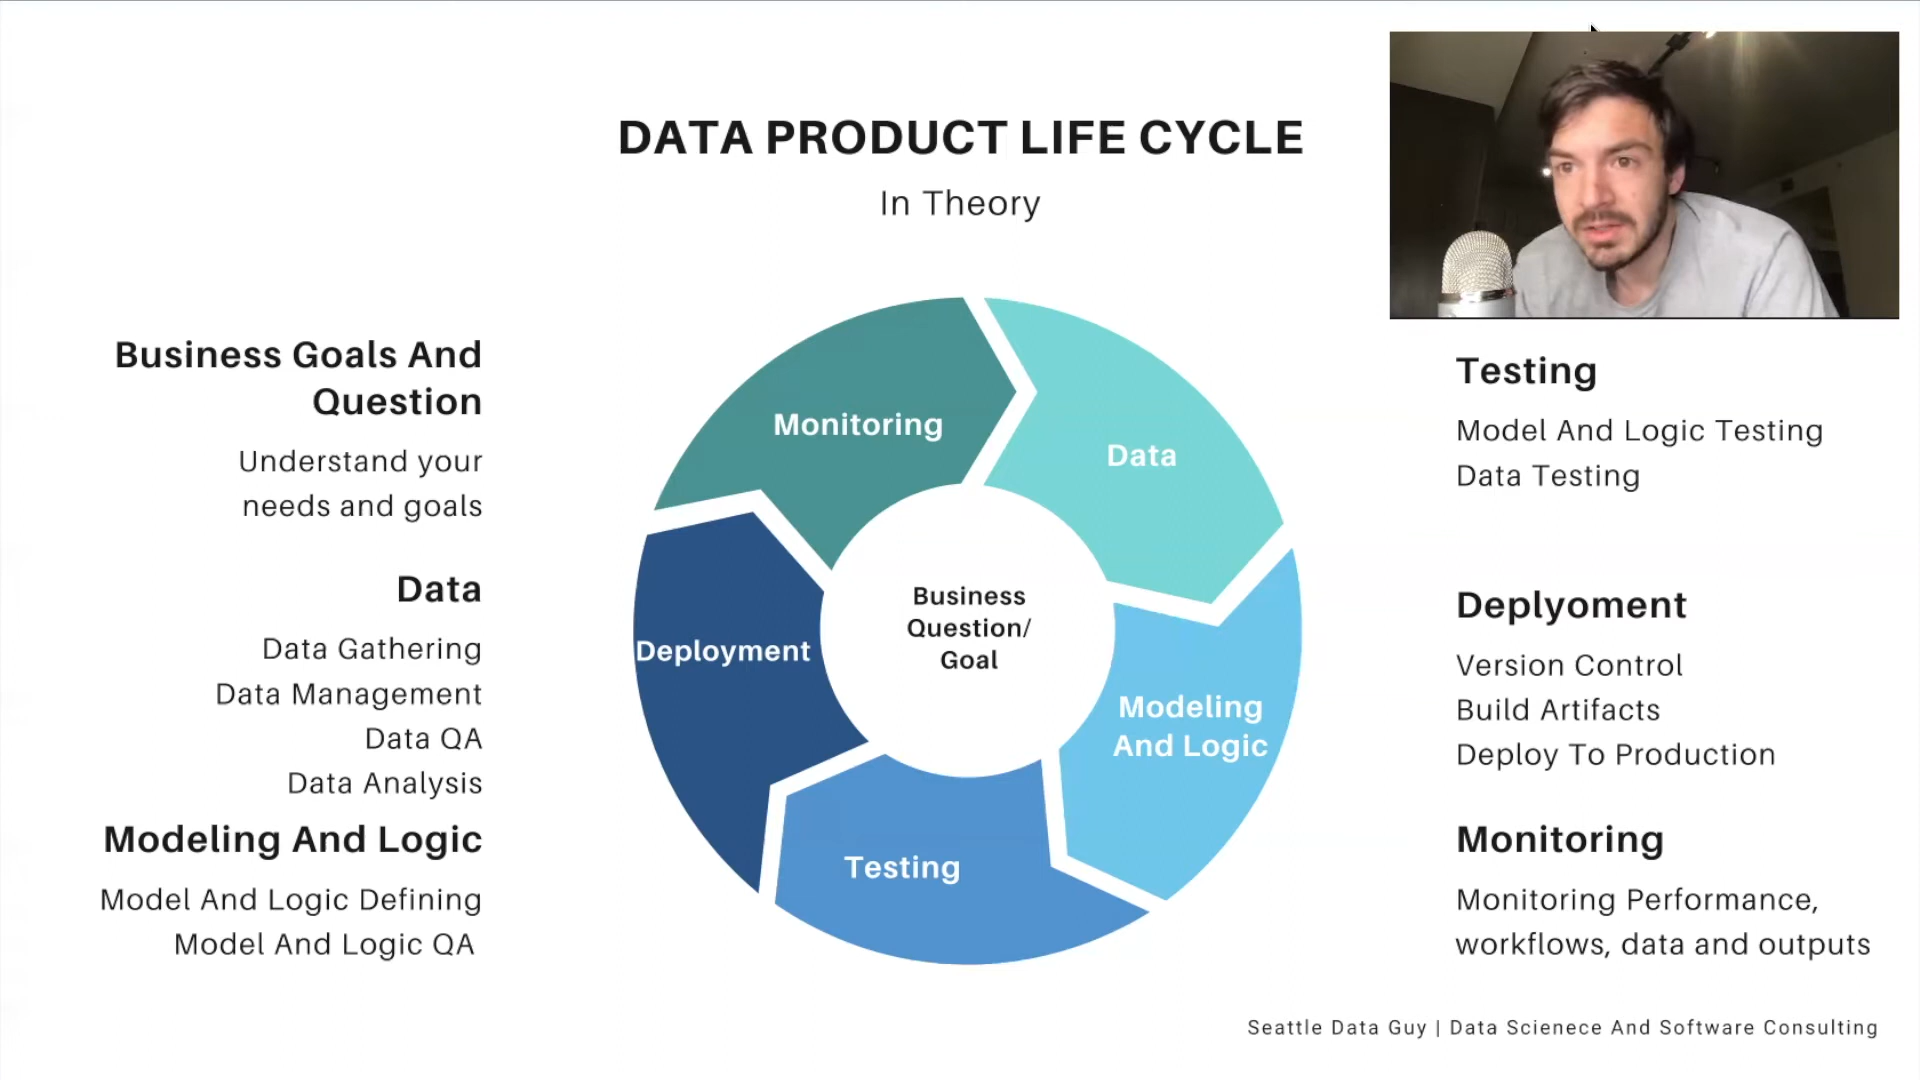 DATA PRODUCT LIFE CYCLE
In Theory
Business Goals And
Question
Understand your
needs and goals
Data
Data Gathering
Data Management
Data QA
Data Analysis
Modeling And Logic
Model And Logic Defining
Model And Logic QA
Monitoring
Data
Deployment
Business
Question/
Goal
Modeling
And Logic
Testing
Testing
Model And Logic Testing
Data Testing
Deplyoment
Version Control
Build Artifacts
Deploy To Production
Monitoring
Monitoring Performance,
workflows, data and outputs
Seattle Data Guy | Data Scienece And Software Consulting